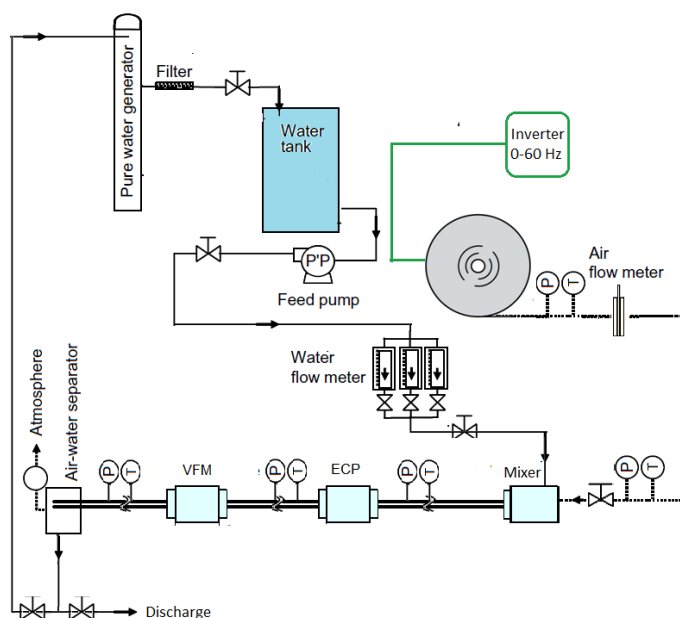 Pure water generator
Filter
Water
tank
Inverter
0-60 Hz
P'P
Feed pump
P
T
Air
flow meter
Water
flow meter
Atmosphere
Air-water separator
P
T
VFM
P
T
ECP
P
T
Mixer
P
T
Discharge